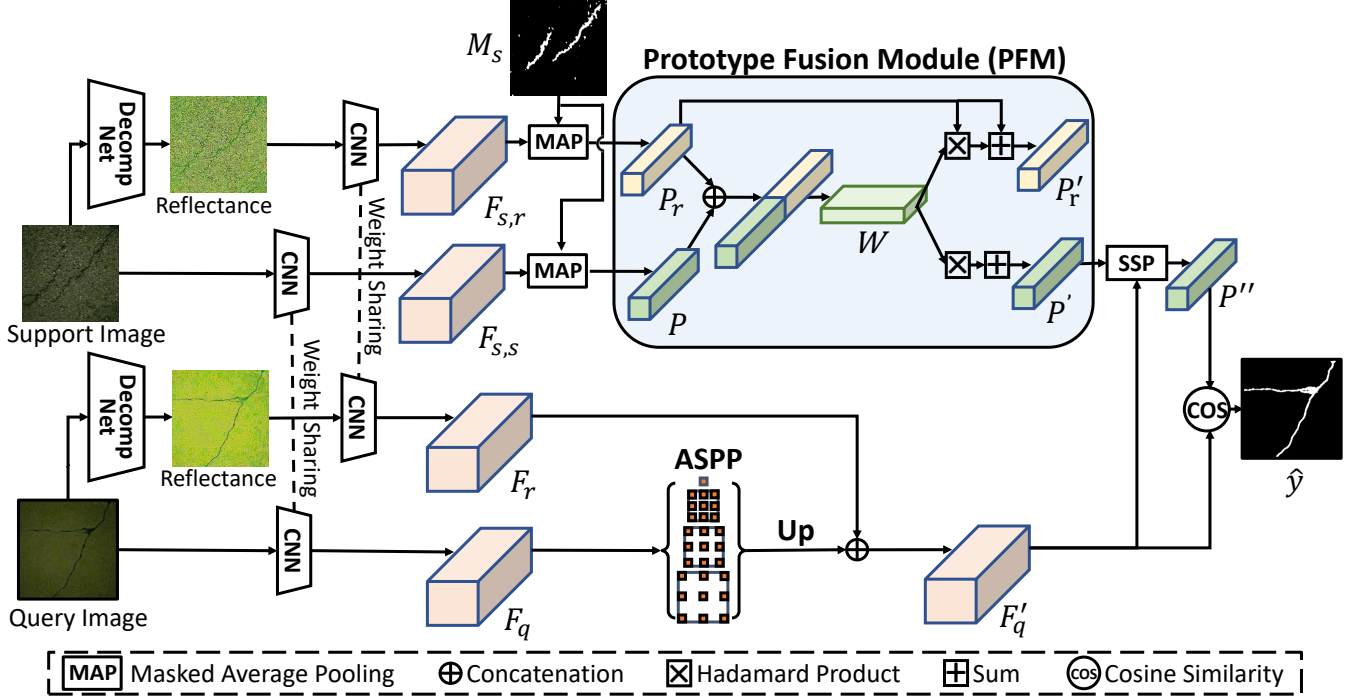 M_s
Prototype Fusion Module (PFM)
Decomp
Net
Reflectance
CNN
F_{s,r}
MAP
P_r
W
P_r'
Support Image
CNN
F_{s,s}
MAP
P
P'
SSP
P''
Weight Sharing
Weight Sharing
Decomp
Net
Reflectance
CNN
F_r
ASPP
COS
ŷ
Query Image
CNN
F_q
Up
F_q'
MAP Masked Average Pooling
Concatenation
Hadamard Product
Sum
COS Cosine Similarity